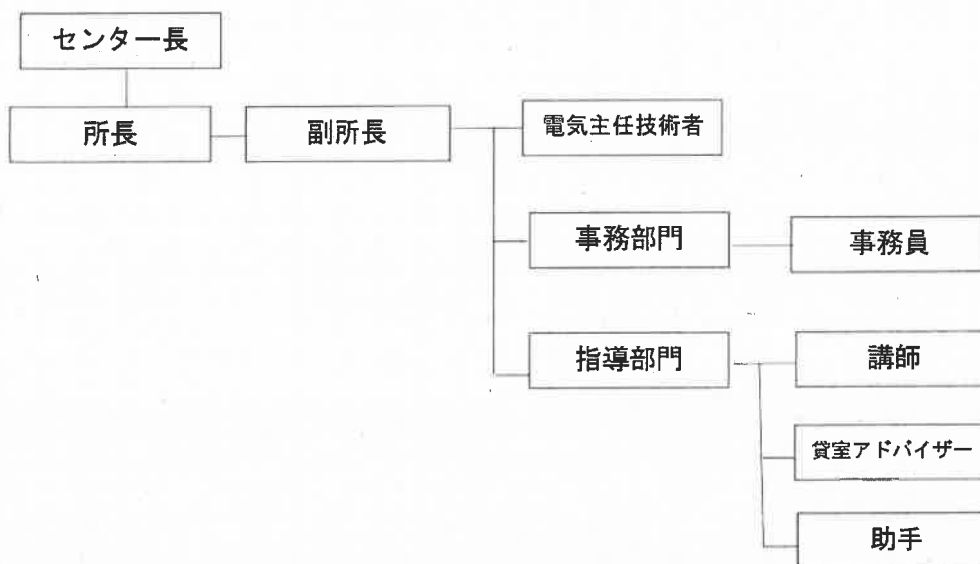 センター長
所長
副所長
電気主任技術者
事務部門
事務員
指導部門
講師
貸室アドバイザー
助手